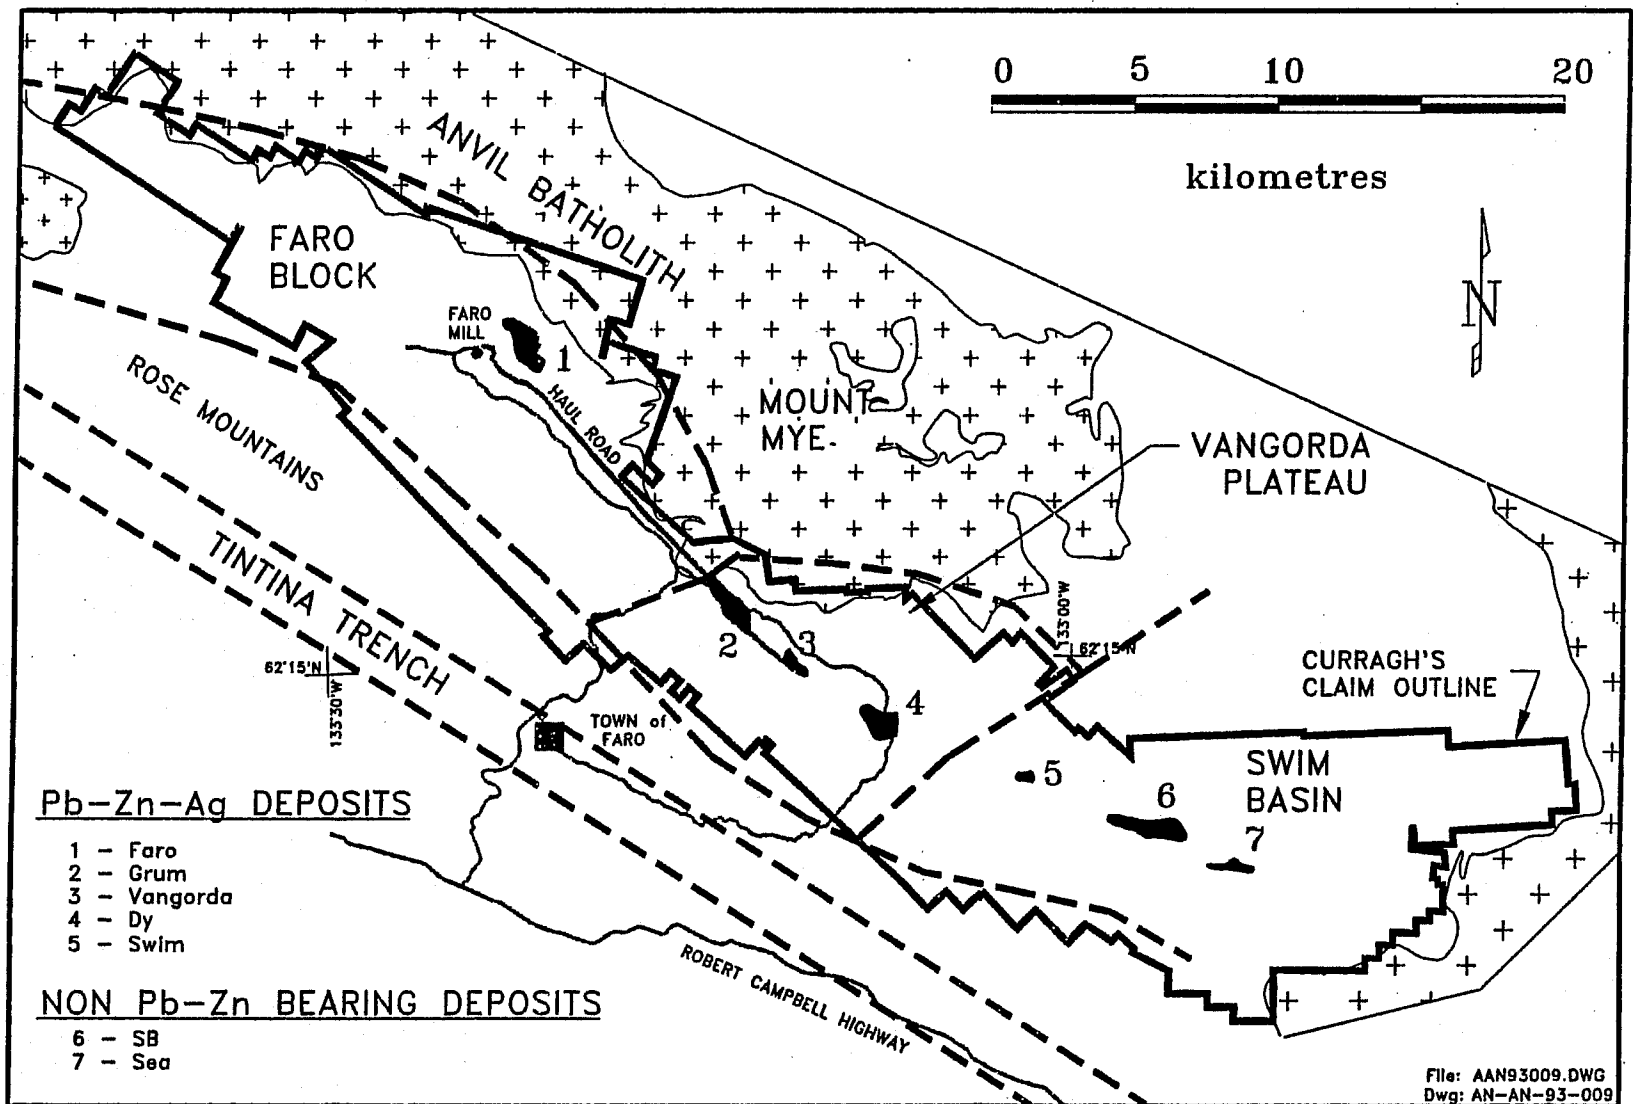 0 5 10 20
kilometres
N
ANVIL BATHOLITH
FARO
BLOCK
FARO
MILL
1
HAUL ROAD
MOUNT
MYE
VANGORDA
PLATEAU
ROSE MOUNTAINS
TINTINA TRENCH
2
3
4
133°00'W
62°15'N
62°15'N
133°30'W
CURRAGH'S
CLAIM OUTLINE
TOWN of
FARO
SWIM
BASIN
5
6
7
Pb-Zn-Ag DEPOSITS
1 - Faro
2 - Grum
3 - Vangorda
4 - Dy
5 - Swim
ROBERT CAMPBELL HIGHWAY
NON Pb-Zn BEARING DEPOSITS
6 - SB
7 - Sea
File: AAN93009.DWG
Dwg: AN-AN-93-009